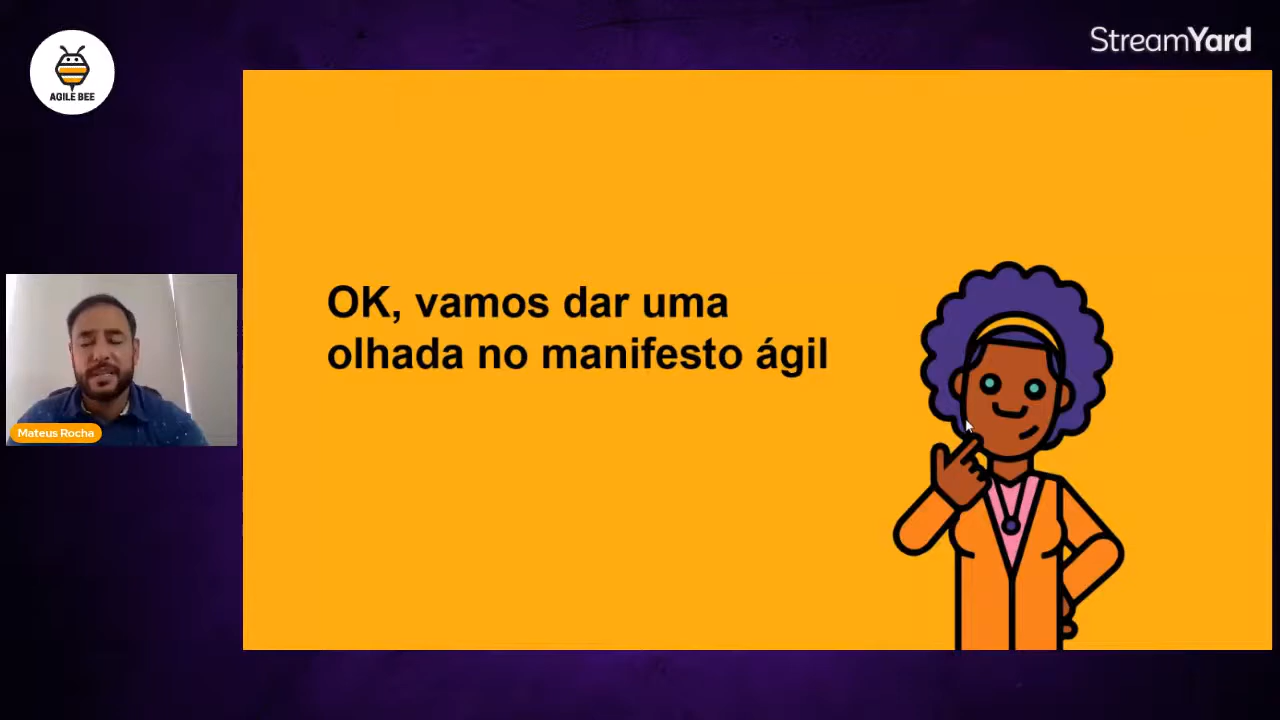 AGILE BEE
StreamYard
OK, vamos dar uma
olhada no manifesto ágil
Mateus Rocha